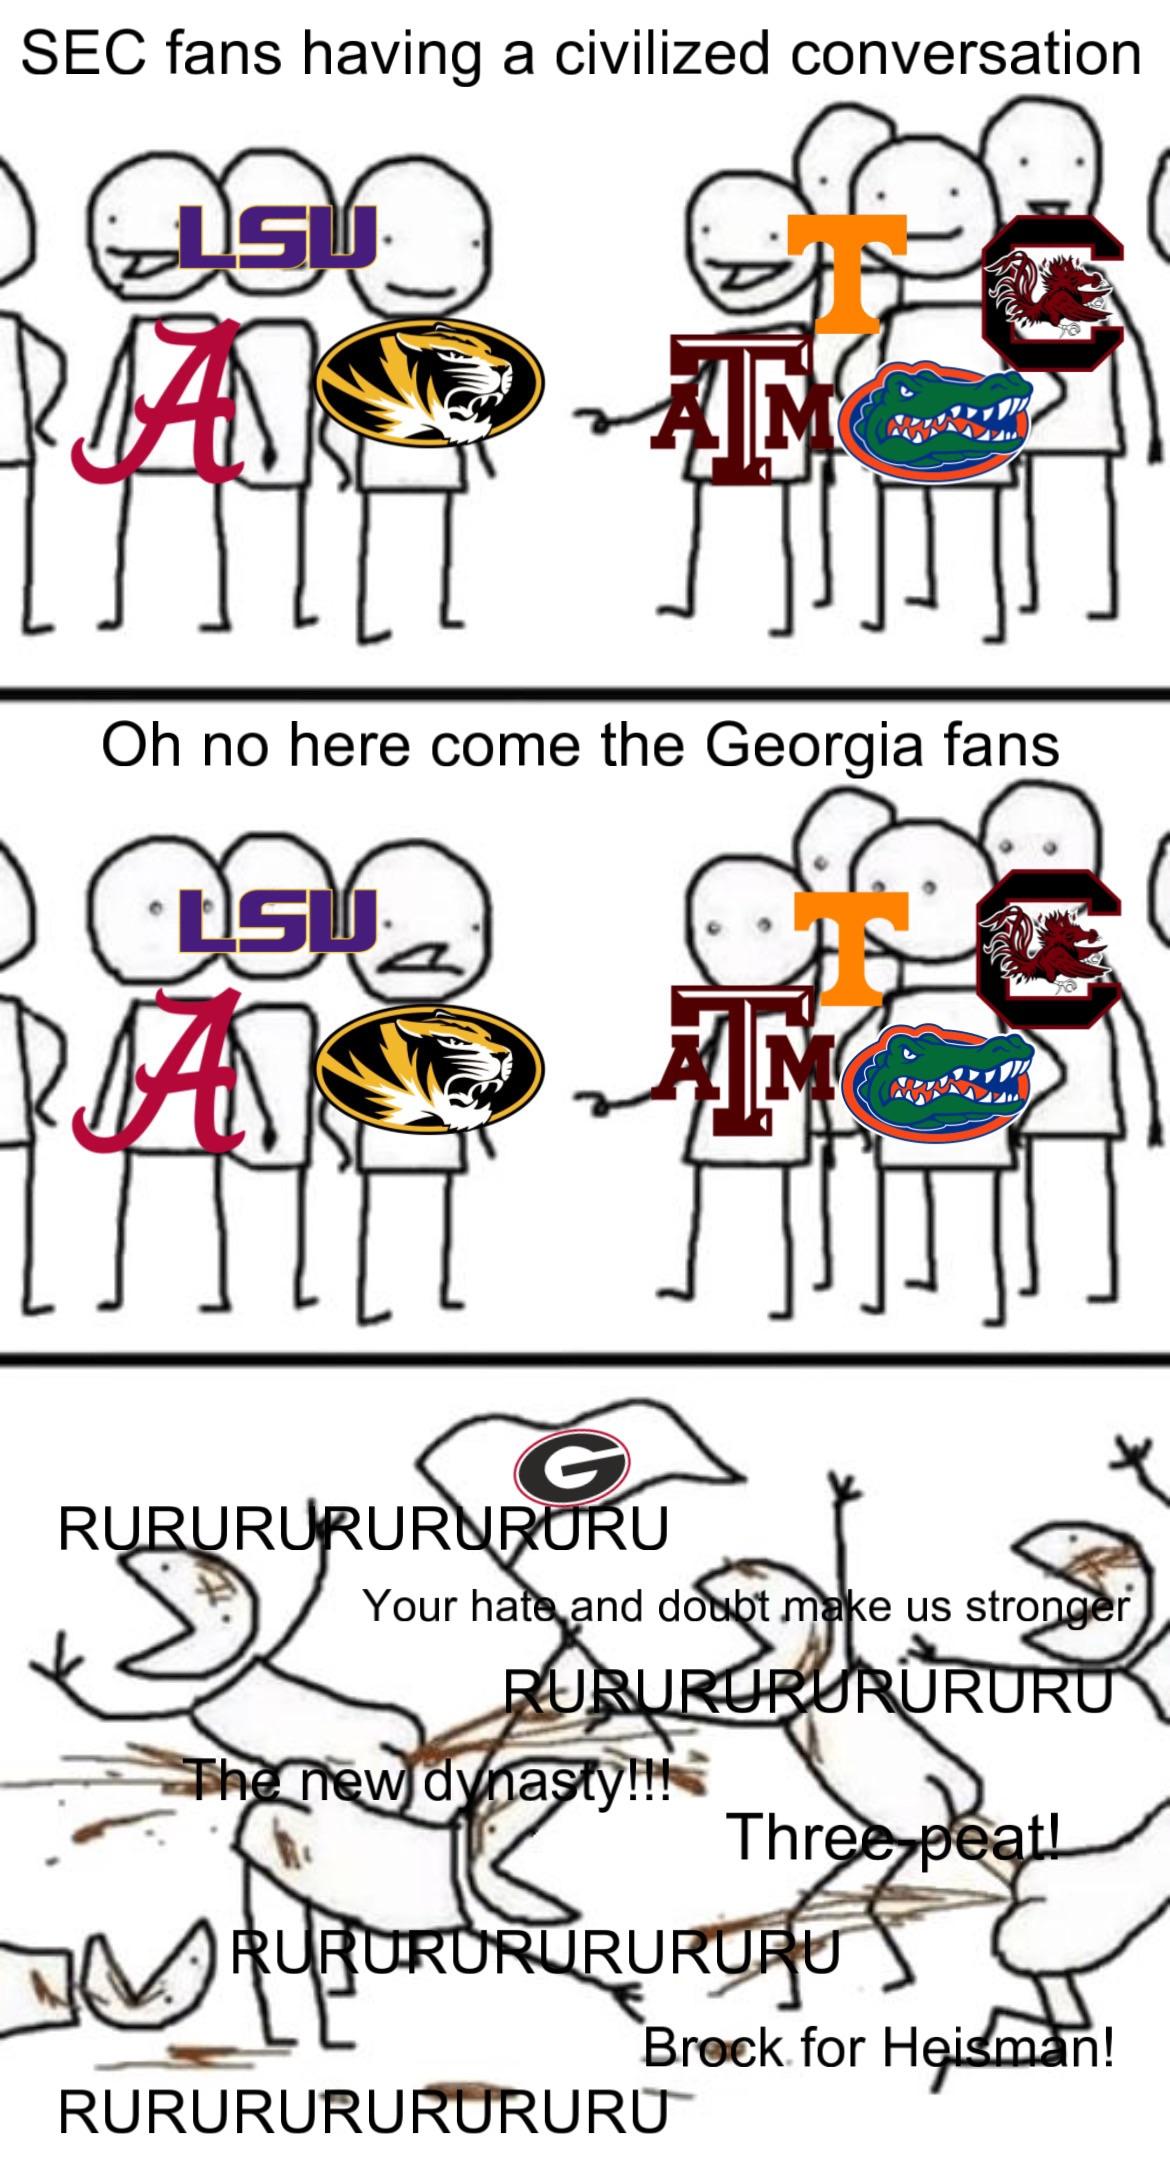 SEC fans having a civilized conversation
LSU
A
T
C
ATM
Oh no here come the Georgia fans
LSU
A
T
C
ATM
G
RURURURURURURU
Your hate and doubt make us stronger
RURURURURURURU
The new dynasty!!!
Three-peat!
RURURURURURURU
Brock for Heisman!
RURURURURURURU